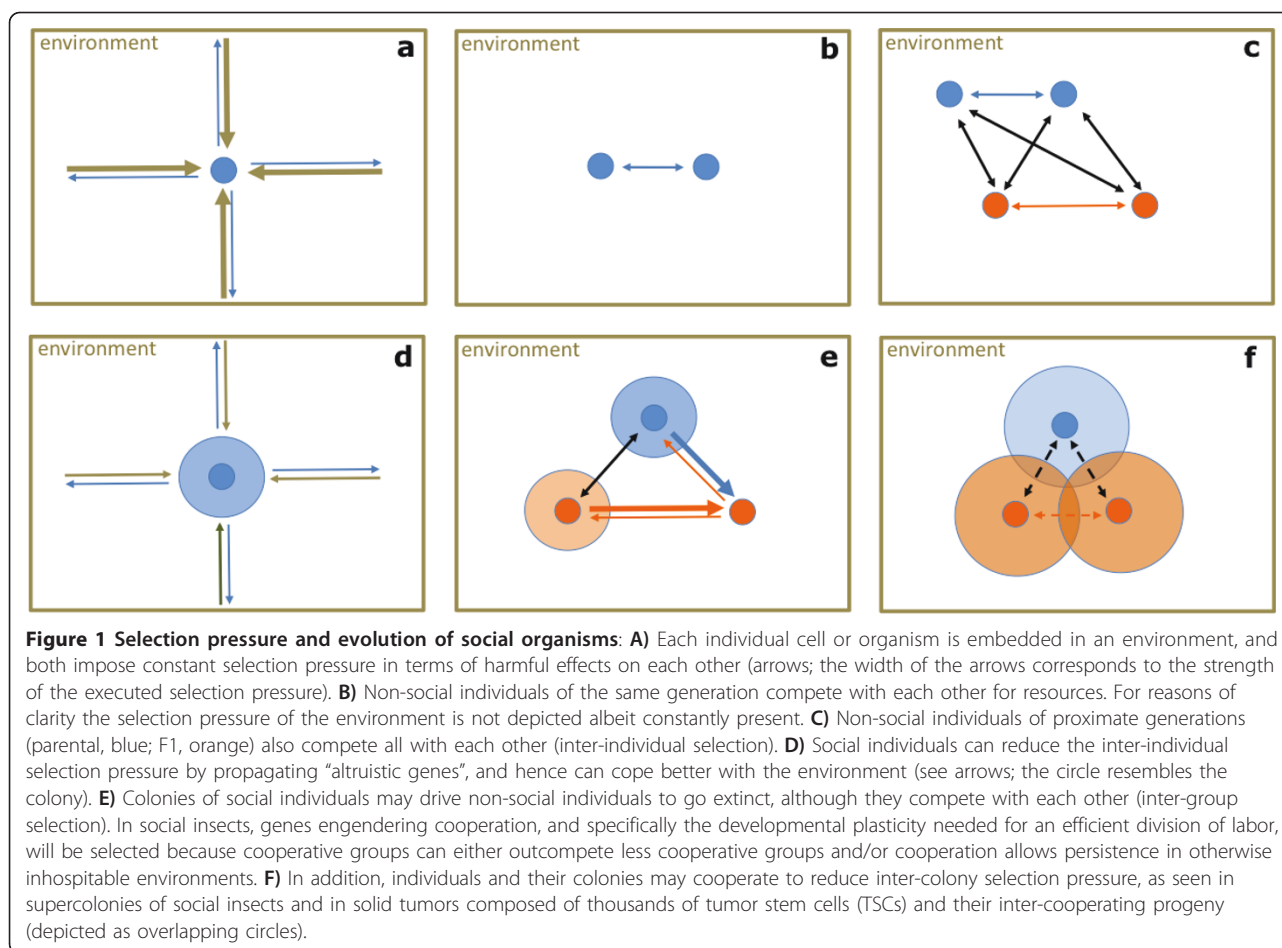 environment a
environment b
environment c
environment d
environment e
environment f
Figure 1 Selection pressure and evolution of social organisms: A) Each individual cell or organism is embedded in an environment, and
both impose constant selection pressure in terms of harmful effects on each other (arrows; the width of the arrows corresponds to the strength
of the executed selection pressure). B) Non-social individuals of the same generation compete with each other for resources. For reasons of
clarity the selection pressure of the environment is not depicted albeit constantly present. C) Non-social individuals of proximate generations
(parental, blue; F1, orange) also compete all with each other (inter-individual selection). D) Social individuals can reduce the inter-individual
selection pressure by propagating “altruistic genes”, and hence can cope better with the environment (see arrows; the circle resembles the
colony). E) Colonies of social individuals may drive non-social individuals to go extinct, although they compete with each other (inter-group
selection). In social insects, genes engendering cooperation, and specifically the developmental plasticity needed for an efficient division of labor,
will be selected because cooperative groups can either outcompete less cooperative groups and/or cooperation allows persistence in otherwise
inhospitable environments. F) In addition, individuals and their colonies may cooperate to reduce inter-colony selection pressure, as seen in
supercolonies of social insects and in solid tumors composed of thousands of tumor stem cells (TSCs) and their inter-cooperating progeny
(depicted as overlapping circles).